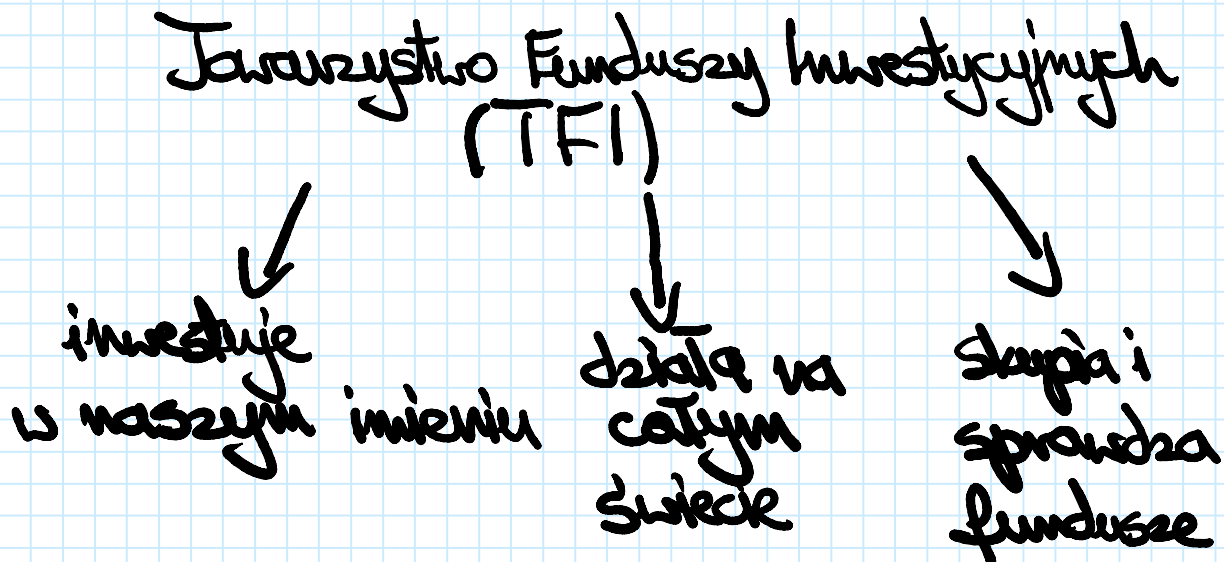 Towarzystwo Funduszy Inwestycyjnych
(TFI)
inwestuje
w naszym imieniu
działa na
całym
świecie
skupia i
sprawdza
fundusze